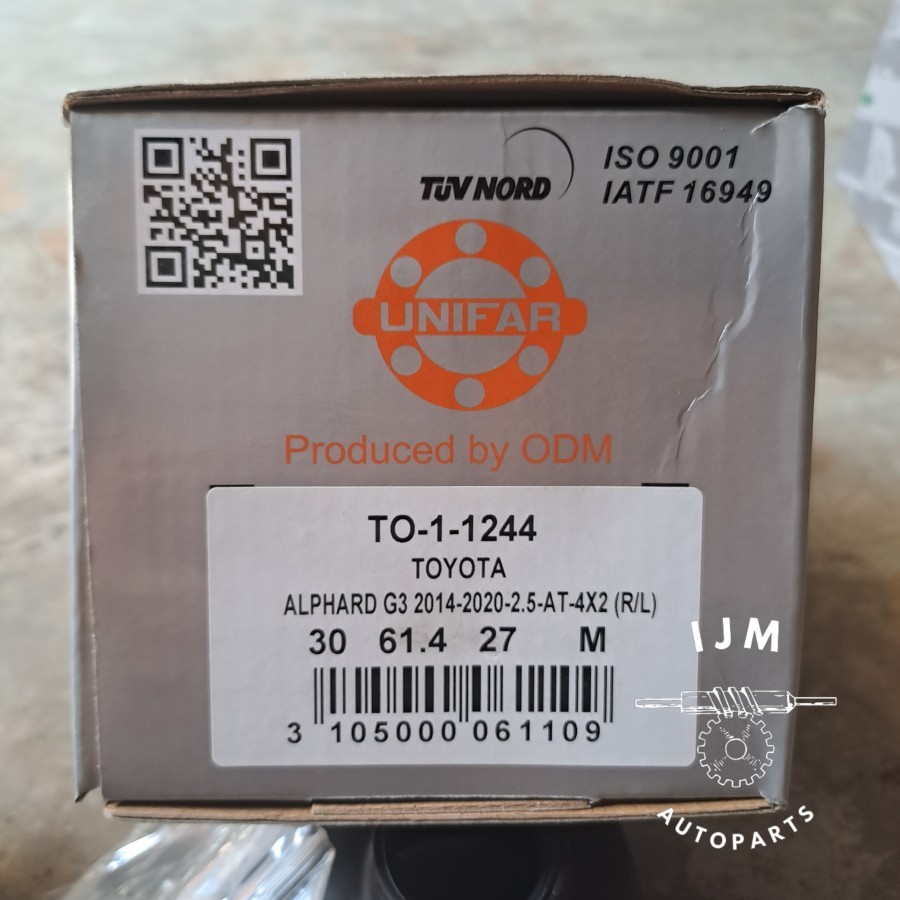 TÜV NORD
ISO 9001
IATF 16949
UNIFAR
Produced by ODM
TO-1-1244
TOYOTA
ALPHARD G3 2014-2020-2.5-AT-4X2 (R/L)
30 61.4 27 M
3 105000 061109
IJM
AUTOPARTS